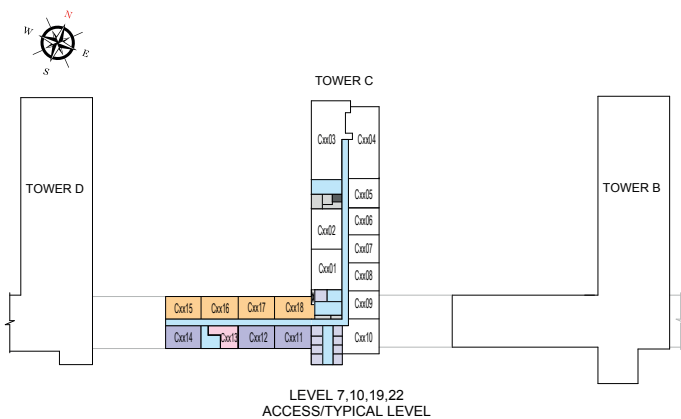 N
W
E
S
TOWER C
Cxx03
Cxx04
TOWER D
TOWER B
Cxx05
Cxx06
Cxx02
Cxx07
Cxx01
Cxx08
Cxx15 Cxx16 Cxx17 Cxx18
Cxx09
Cxx14 Cxx13 Cxx12 Cxx11
Cxx10
LEVEL 7,10,19,22
ACCESS/TYPICAL LEVEL